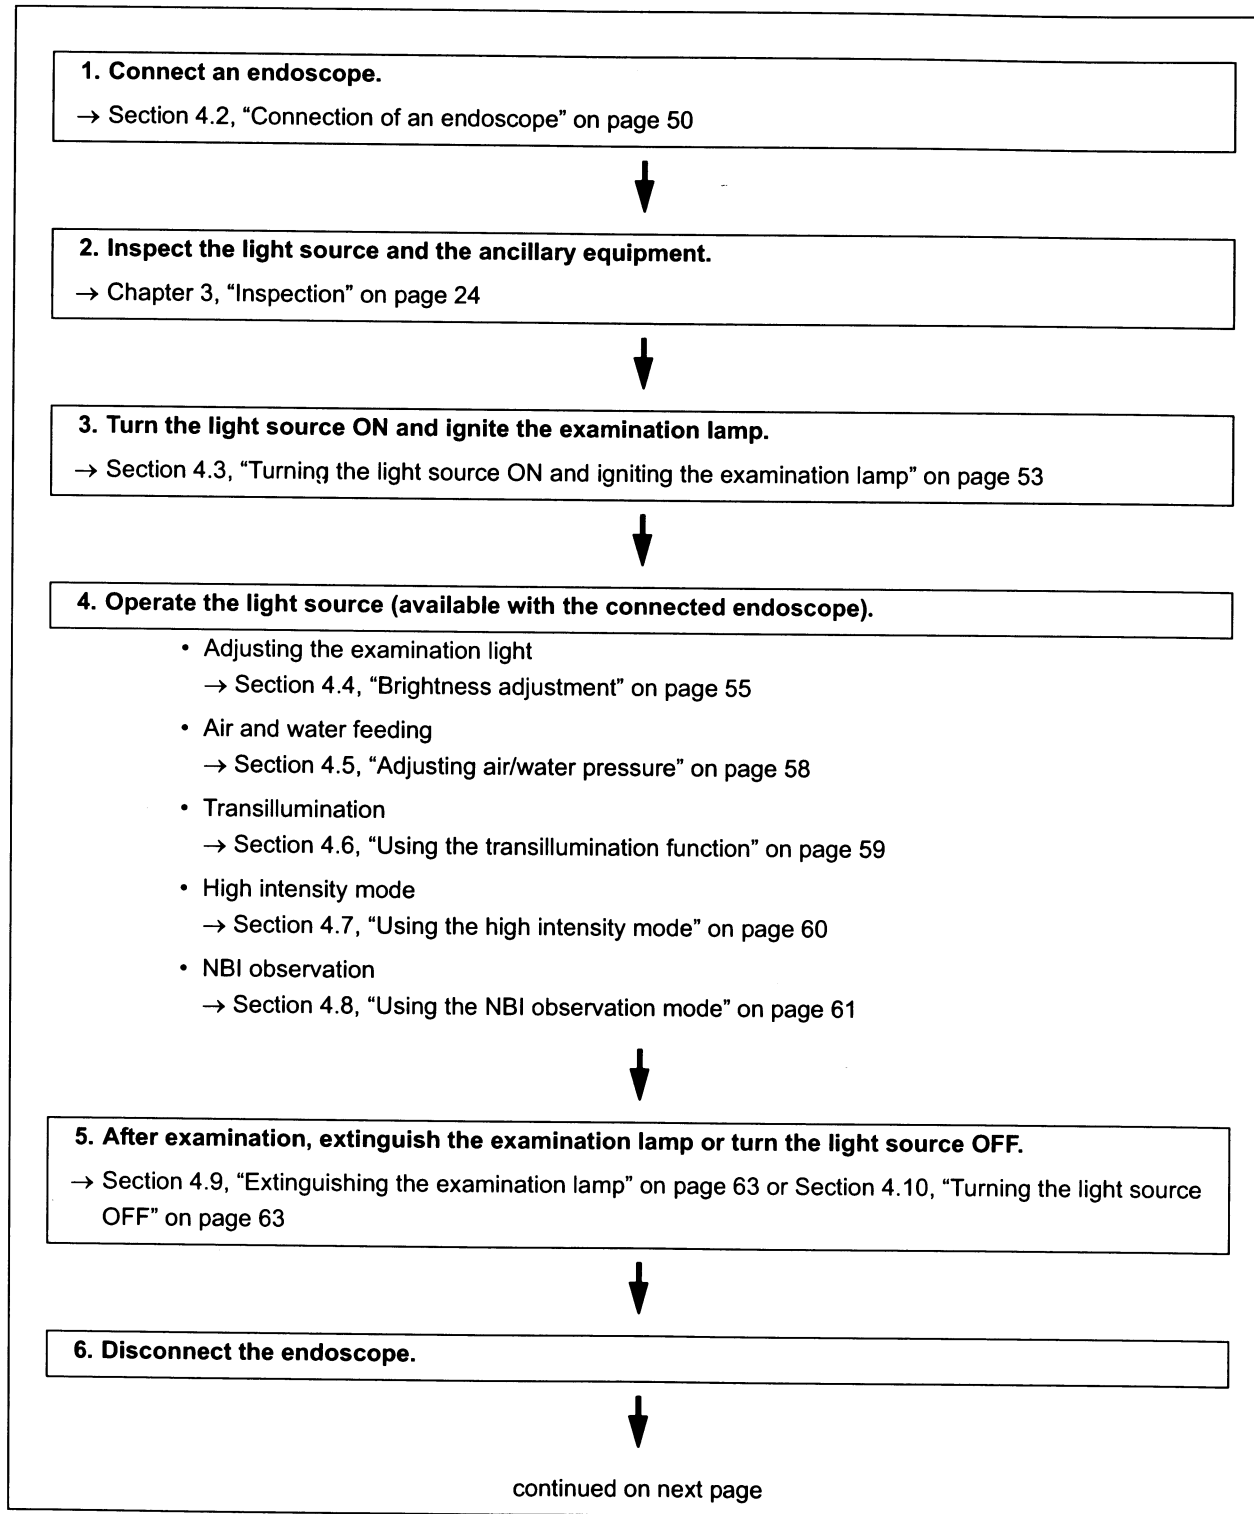 1. Connect an endoscope.
→ Section 4.2, “Connection of an endoscope” on page 50
2. Inspect the light source and the ancillary equipment.
→ Chapter 3, “Inspection” on page 24
3. Turn the light source ON and ignite the examination lamp.
→ Section 4.3, “Turning the light source ON and igniting the examination lamp” on page 53
4. Operate the light source (available with the connected endoscope).
• Adjusting the examination light
→ Section 4.4, “Brightness adjustment” on page 55
• Air and water feeding
→ Section 4.5, “Adjusting air/water pressure” on page 58
• Transillumination
→ Section 4.6, “Using the transillumination function” on page 59
• High intensity mode
→ Section 4.7, “Using the high intensity mode” on page 60
• NBI observation
→ Section 4.8, “Using the NBI observation mode” on page 61
5. After examination, extinguish the examination lamp or turn the light source OFF.
→ Section 4.9, “Extinguishing the examination lamp” on page 63 or Section 4.10, “Turning the light source
OFF” on page 63
6. Disconnect the endoscope.
continued on next page